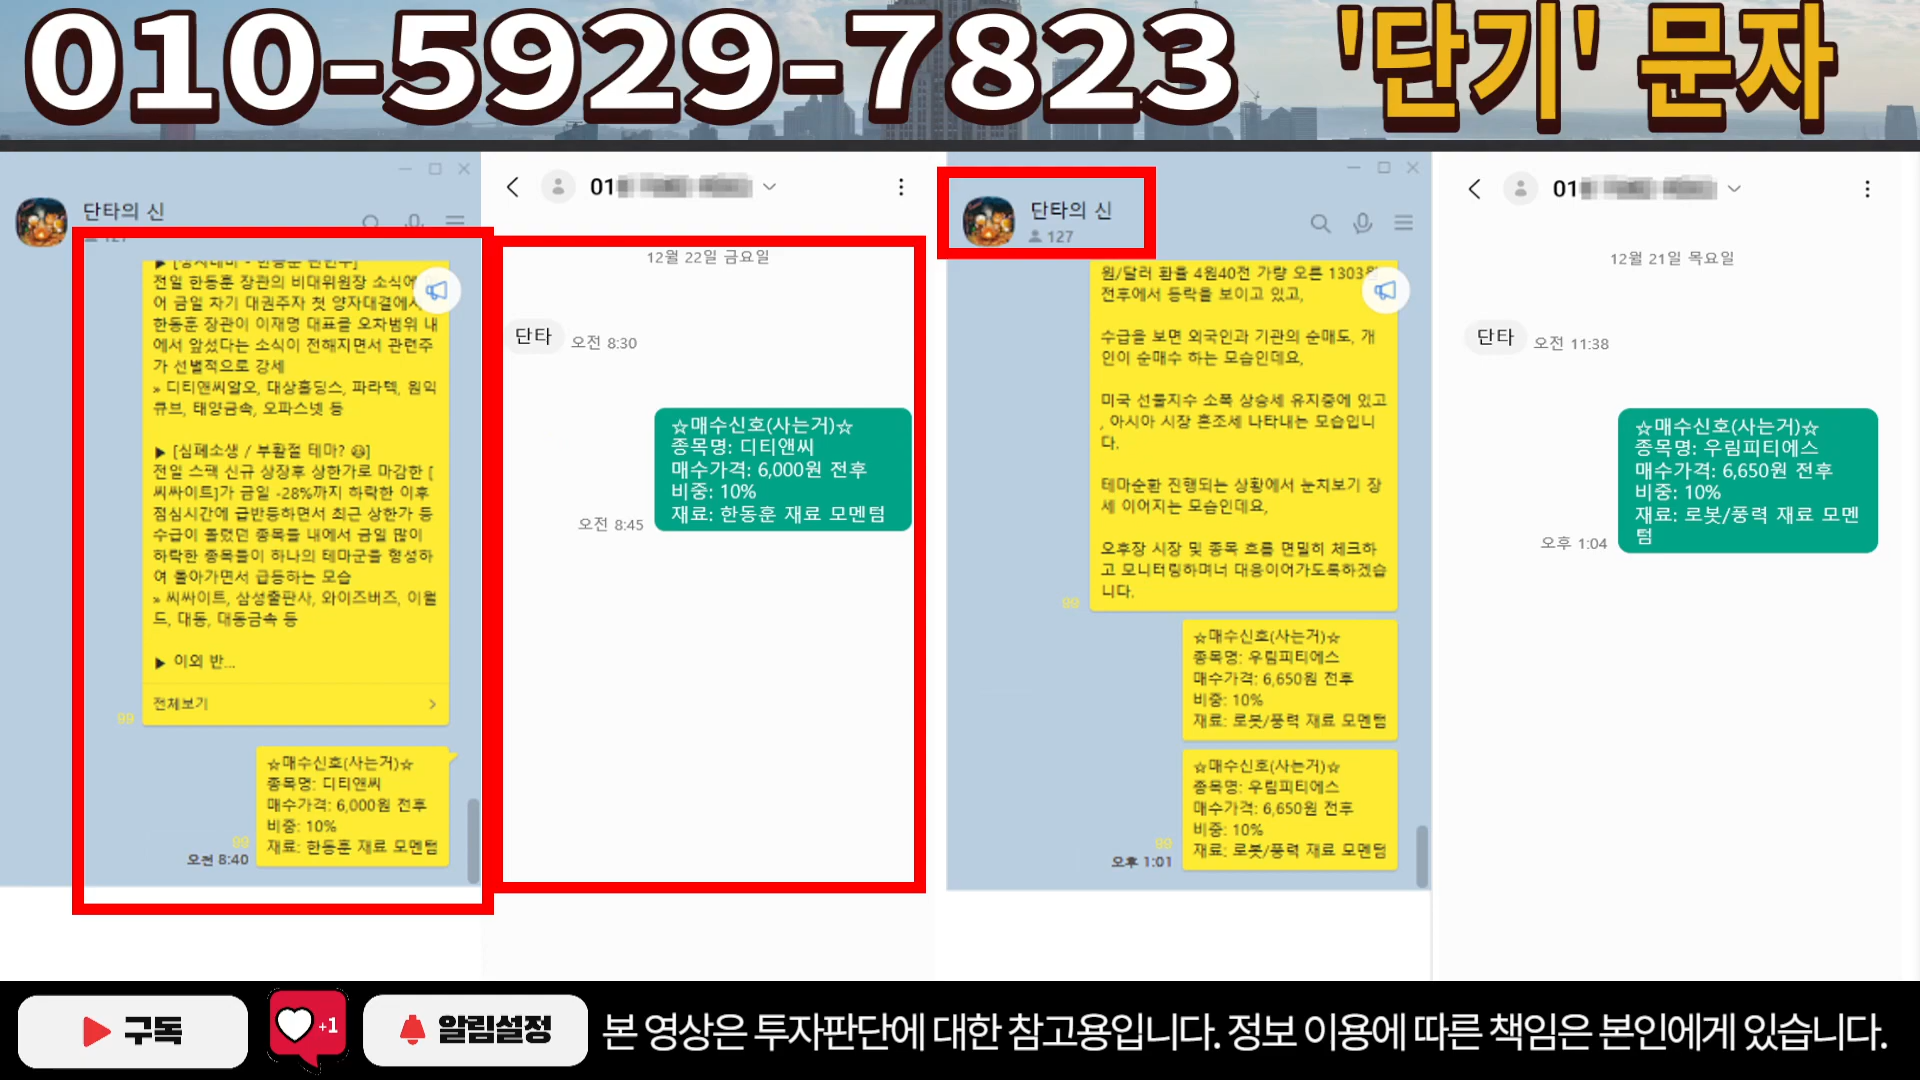 010-5929-7823 '단기' 문자
단타의 신
127
전일 한동훈 장관의 비대위원장 소식에
어 금일 차기 대권주자 첫 양자대결에서
한동훈 장관이 이재명 대표를 오차범위 내
에서 앞섰다는 소식이 전해지면서 관련주
가 선별적으로 강세
» 디티앤씨알오, 대상홀딩스, 파라텍, 원익
큐브, 태양금속, 오파스넷 등
▶ [심폐소생 / 부활절 테마? ]
전일 스팩 신규 상장후 상한가로 마감한 [
씨싸이트]가 금일 -28%까지 하락한 이후
점심시간에 급반등하면서 최근 상한가 등
수급이 몰렸던 종목들 내에서 금일 많이
하락한 종목들이 하나의 테마군을 형성하
여 돌아가면서 급등하는 모습
» 씨싸이트, 삼성출판사, 와이즈버즈, 이월
드, 대동, 대동금속 등
▶ 이외 반...
전체보기
99
☆매수신호(사는거)☆
종목명: 디티앤씨
매수가격: 6,000원 전후
비중: 10%
재료: 한동훈 재료 모멘텀
99
오전 8:40
01
12월 22일 금요일
단타 오전 8:30
☆매수신호(사는거)☆
종목명: 디티앤씨
매수가격: 6,000원 전후
비중: 10%
재료: 한동훈 재료 모멘텀
오전 8:45
단타의 신
127
원/달러 환율 4원40전 가량 오른 1303원
전후에서 등락을 보이고 있고,
수급을 보면 외국인과 기관의 순매도, 개
인이 순매수 하는 모습인데요,
미국 선물지수 소폭 상승세 유지중에 있고
, 아시아 시장 혼조세 나타내는 모습입니
다.
테마순환 진행되는 상황에서 눈치보기 장
세 이어지는 모습인데요,
오후장 시장 및 종목 흐름 면밀히 체크하
고 모니터링하며너 대응이어가도록하겠습
니다.
99
☆매수신호(사는거)☆
종목명: 우림피티에스
매수가격: 6,650원 전후
비중: 10%
재료: 로봇/풍력 재료 모멘텀
☆매수신호(사는거)☆
종목명: 우림피티에스
매수가격: 6,650원 전후
비중: 10%
재료: 로봇/풍력 재료 모멘텀
99
오후 1:01
01
12월 21일 목요일
단타 오전 11:38
☆매수신호(사는거)☆
종목명: 우림피티에스
매수가격: 6,650원 전후
비중: 10%
재료: 로봇/풍력 재료 모멘
텀
오후 1:04
구독 +1 알림설정 본 영상은 투자판단에 대한 참고용입니다. 정보 이용에 따른 책임은 본인에게 있습니다.